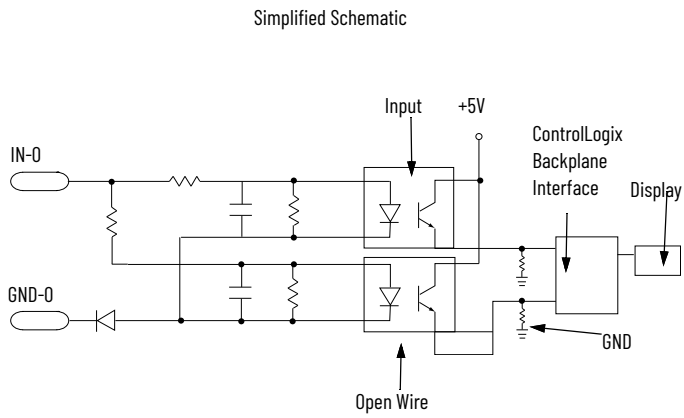 Simplified Schematic
Input
+5V
ControlLogix
Backplane
Interface
Display
IN-0
GND-0
GND
Open Wire